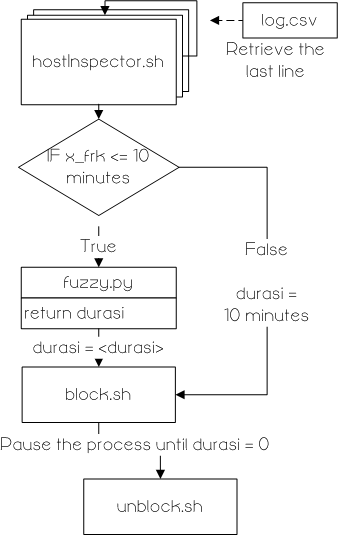 log.csv
hostInspector.sh
Retrieve the
last line
IF x_frk <= 10
minutes
True
False
fuzzy.py
return durasi
durasi =
10 minutes
durasi = <durasi>
block.sh
Pause the process until durasi = 0
unblock.sh